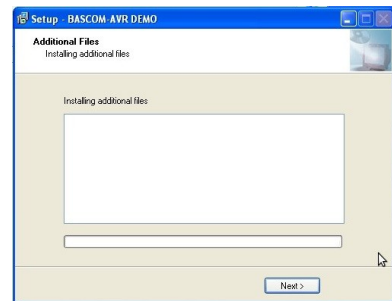 Setup - BASCOM-AVR DEMO
Additional Files
Installing additional files
Installing additional files
Next >